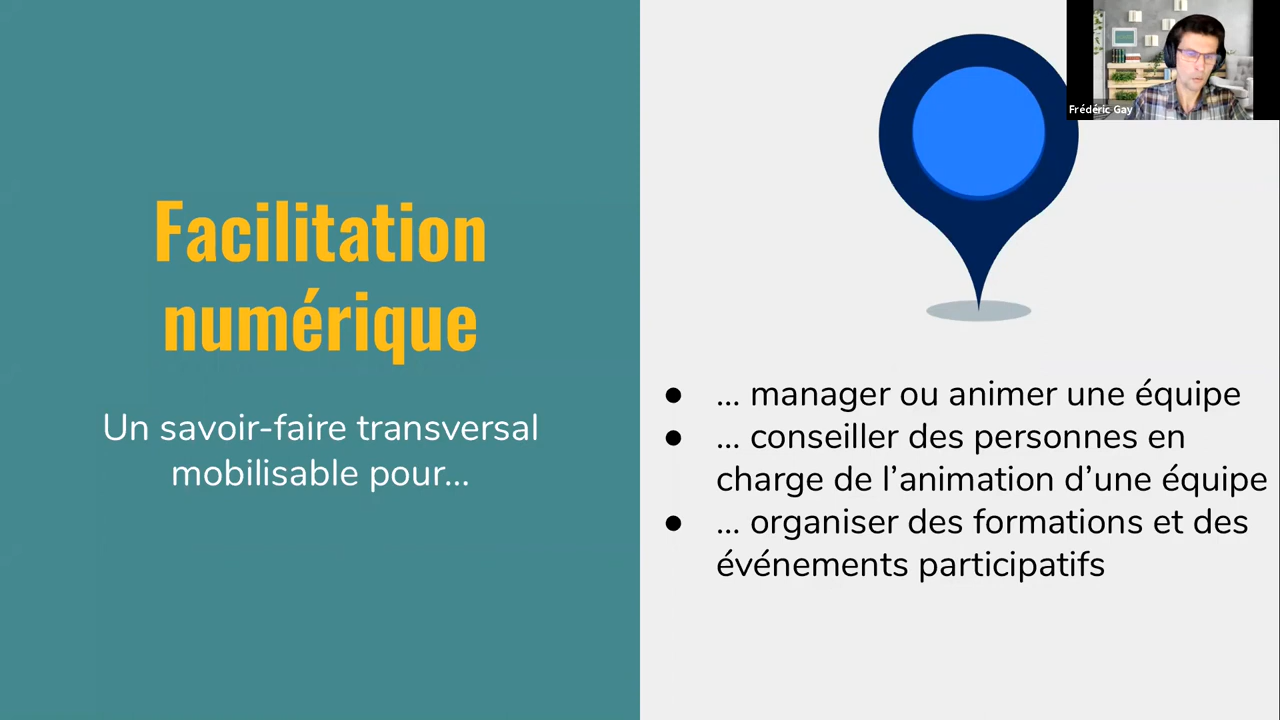 Facilitation
numérique
Un savoir-faire transversal
mobilisable pour...
Frédéric Gay
● ... manager ou animer une équipe
● ... conseiller des personnes en
charge de l’animation d’une équipe
● ... organiser des formations et des
événements participatifs